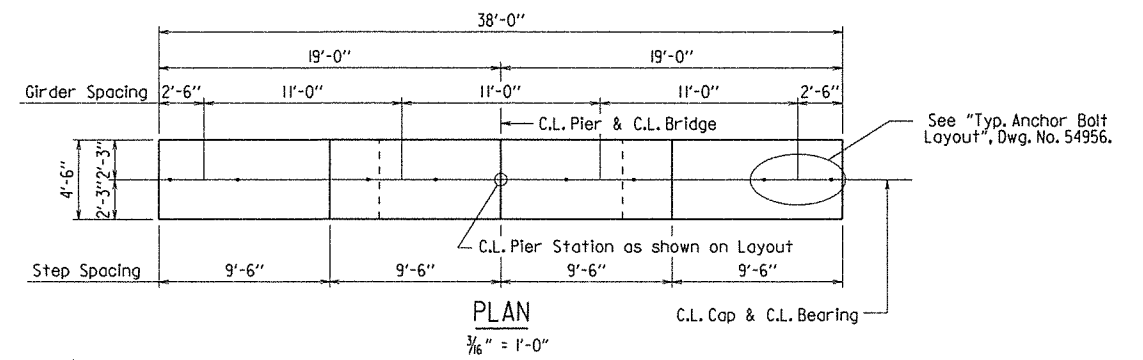 38'-0"
19'-0" 19'-0"
Girder Spacing 2'-6" 11'-0" 11'-0" 11'-0" 2'-6"
C.L. Pier & C.L. Bridge
See "Typ. Anchor Bolt
Layout", Dwg. No. 54956.
4'-6"
2'-3" 2'-3"
C.L. Pier Station as shown on Layout
Step Spacing 9'-6" 9'-6" 9'-6" 9'-6"
C.L. Cap & C.L. Bearing
PLAN
3/16" = 1'-0"